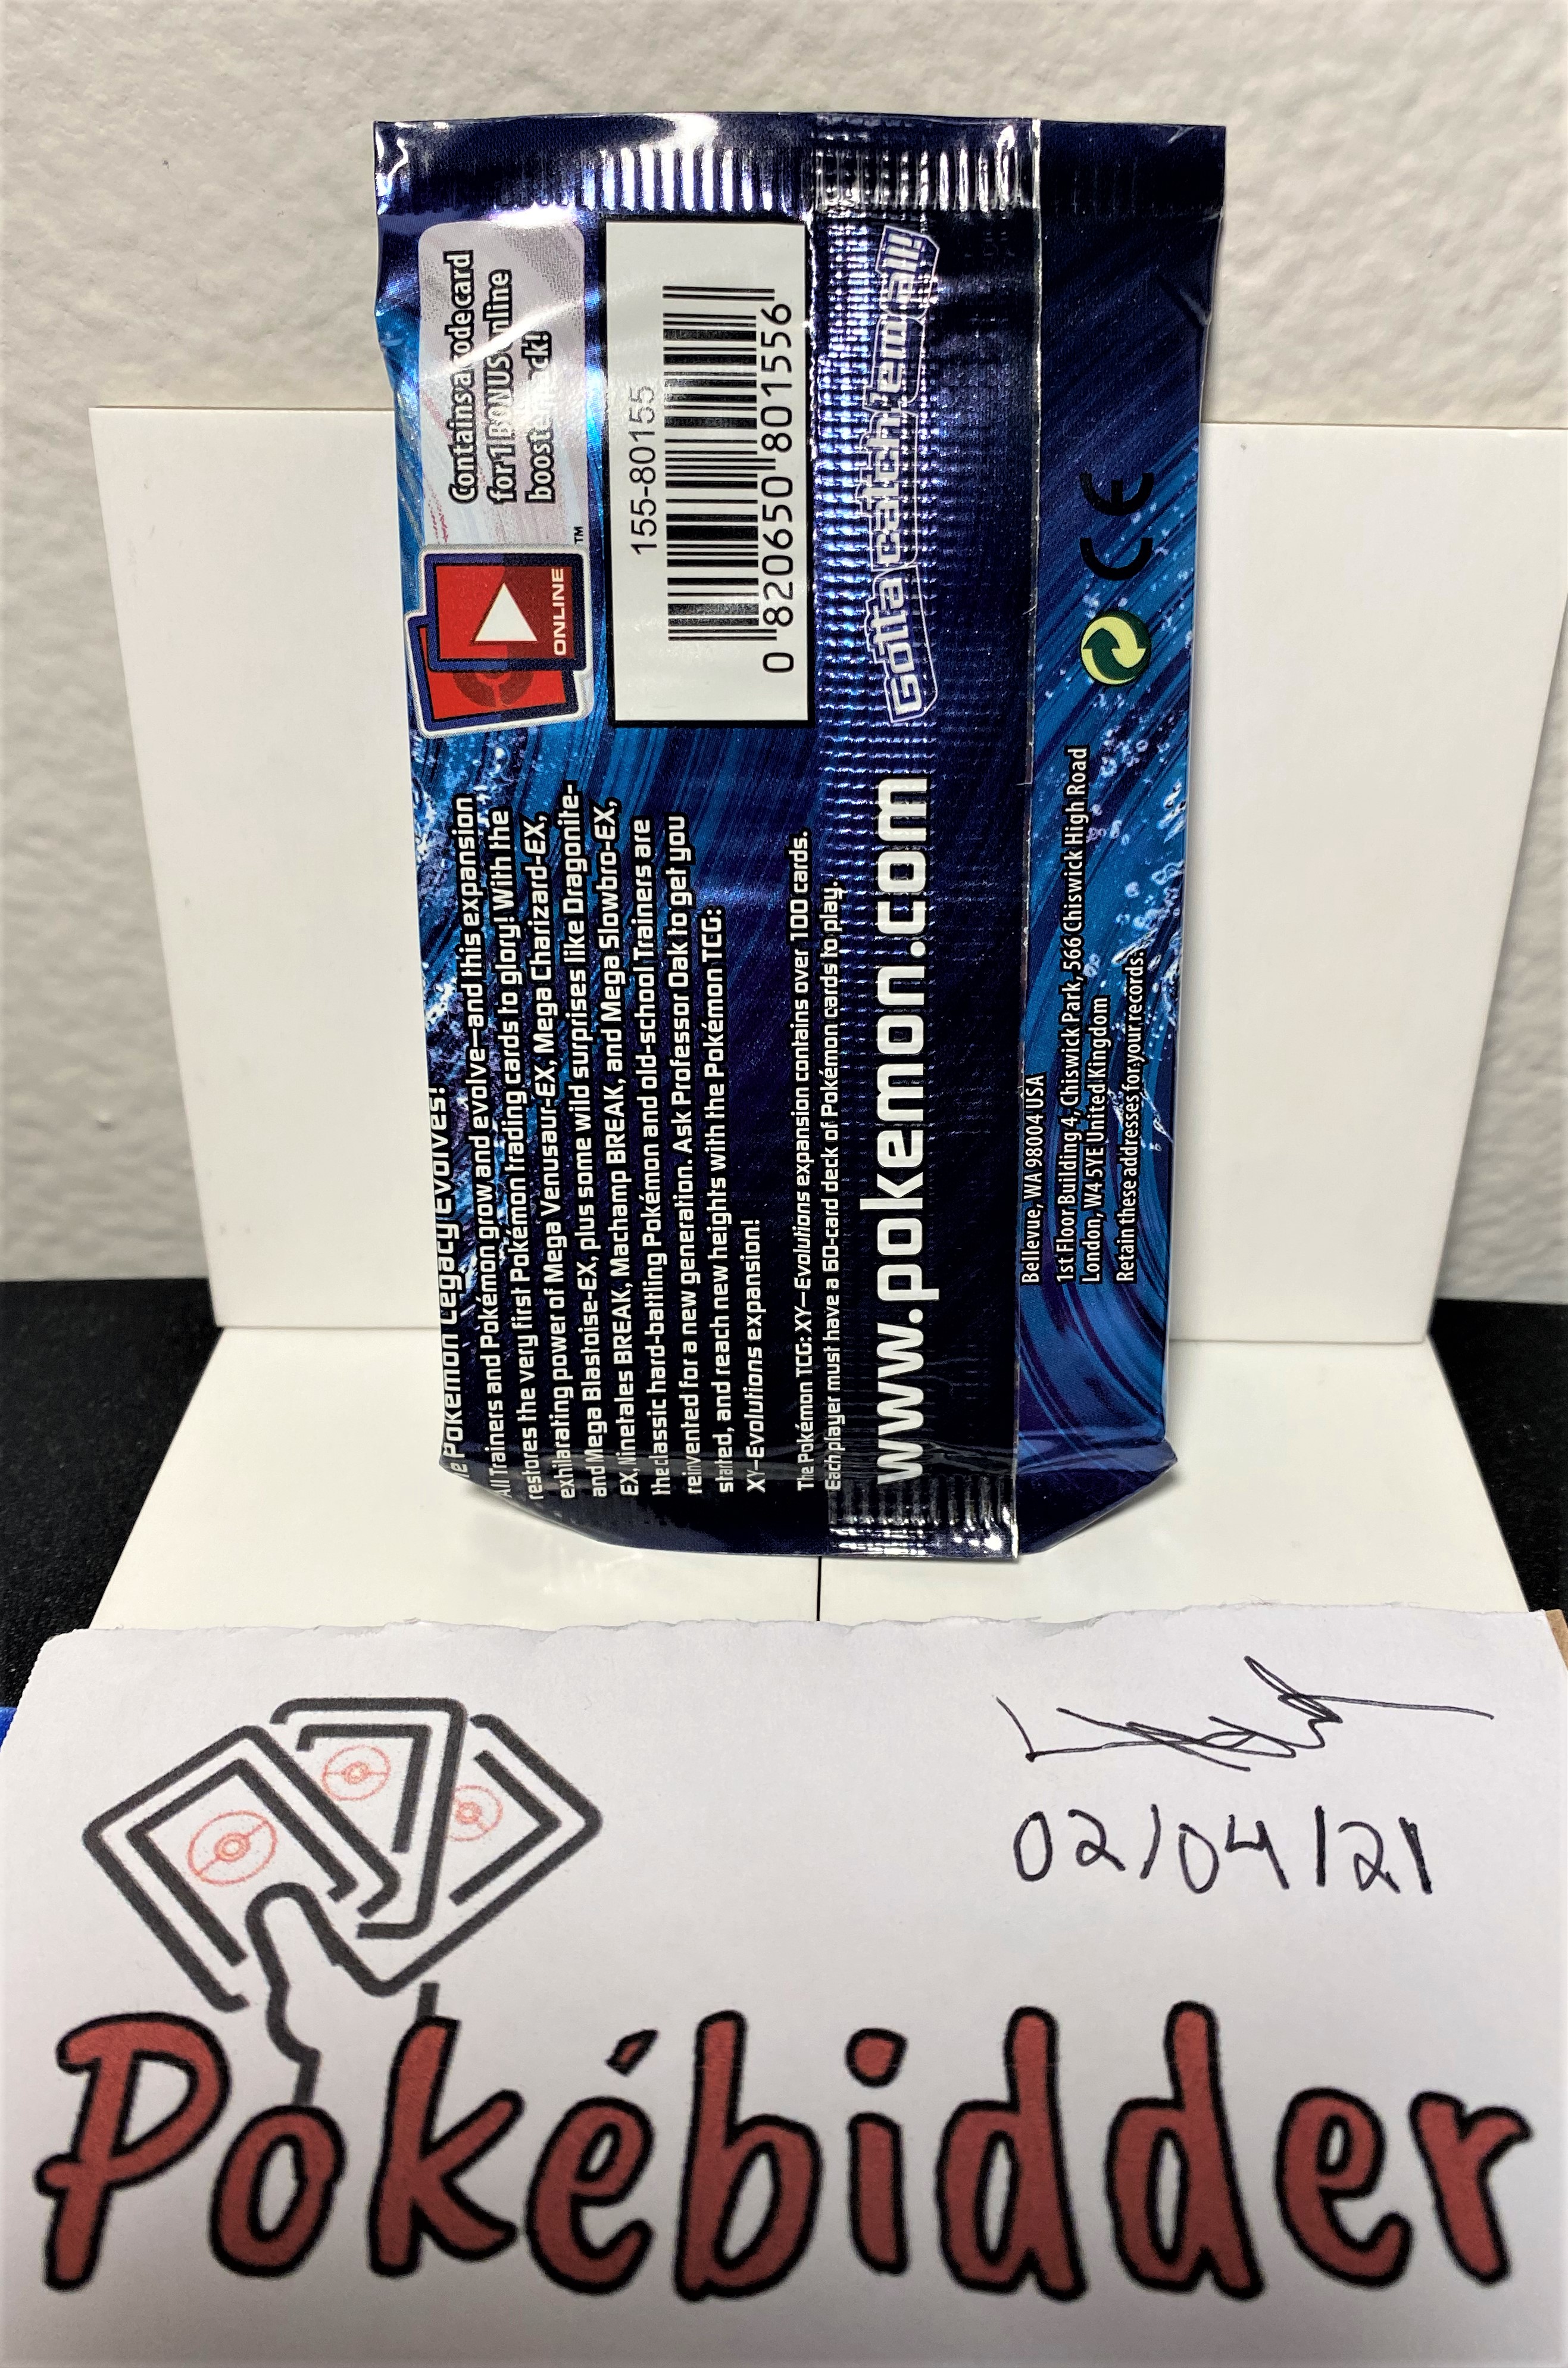 e Pokémon Legacy Evolves!
All Trainers and Pokémon grow and evolve—and this expansion
restores the very first Pokémon trading cards to glory! With the
exhilarating power of Mega Venusaur-EX, Mega Charizard-EX,
and Mega Blastoise-EX, plus some wild surprises like Dragonite-
EX, Ninetales BREAK, Machamp BREAK, and Mega Slowbro-EX,
the classic hard-battling Pokémon and old-school Trainers are
reinvented for a new generation. Ask Professor Oak to get you
started, and reach new heights with the Pokémon TCG:
XY—Evolutions expansion!
The Pokémon TCG: XY—Evolutions expansion contains over 100 cards.
Each player must have a 60-card deck of Pokémon cards to play.
www.pokemon.com
ONLINE
TM
Contains a code card
for 1 BONUS online
booster pack!
155-80155
0 820650 801556
Gotta catch 'em all!
Bellevue, WA 98004 USA
1st Floor Building 4, Chiswick Park, 566 Chiswick High Road
London, W4 5YE United Kingdom
Retain these addresses for your records.
CE
02/04/21
Pokébidder